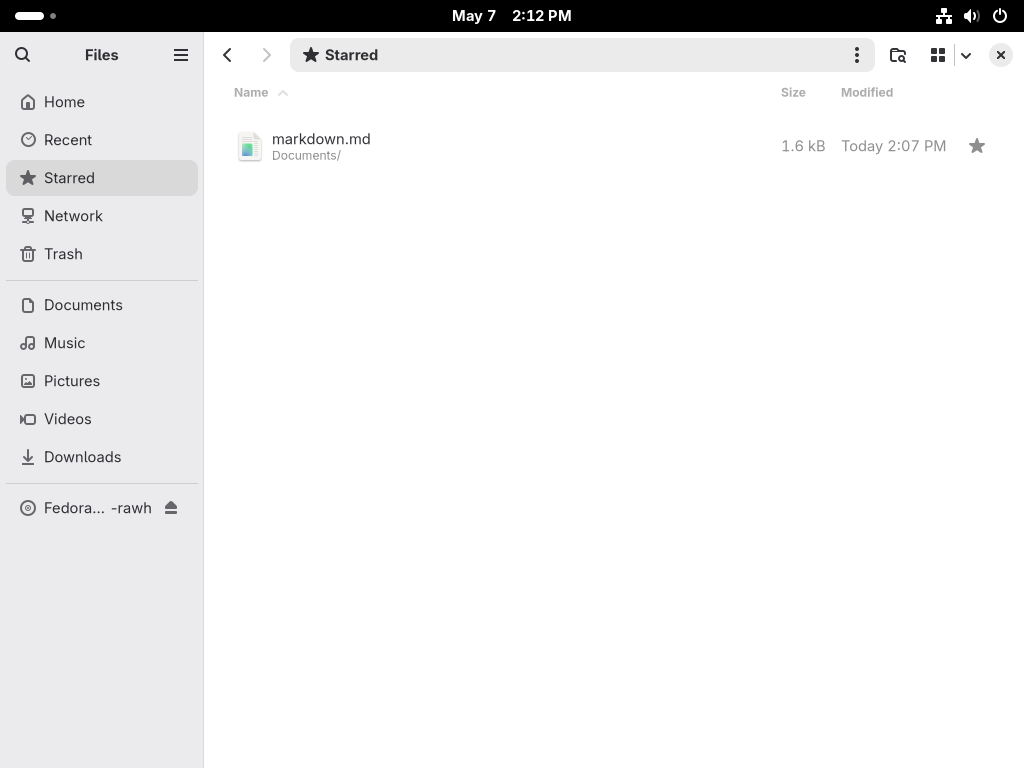 May 7 2:12 PM
Files
Starred
Home
Recent
Starred
Network
Trash
Documents
Music
Pictures
Videos
Downloads
Fedora… -rawh
Name Size Modified
markdown.md 1.6 kB Today 2:07 PM
Documents/